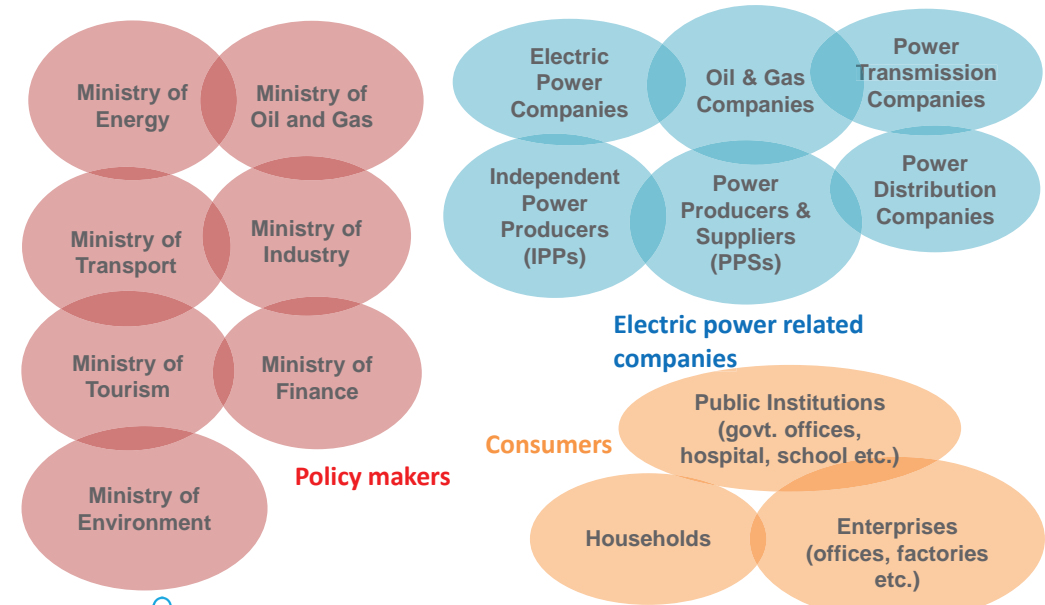 Ministry of
Energy
Ministry of
Oil and Gas
Ministry of
Transport
Ministry of
Industry
Ministry of
Tourism
Ministry of
Finance
Ministry of
Environment
Policy makers
Electric
Power
Companies
Oil & Gas
Companies
Power
Transmission
Companies
Independent
Power
Producers
(IPPs)
Power
Producers &
Suppliers
(PPSs)
Power
Distribution
Companies
Electric power related
companies
Consumers
Public Institutions
(govt. offices,
hospital, school etc.)
Households
Enterprises
(offices, factories
etc.)